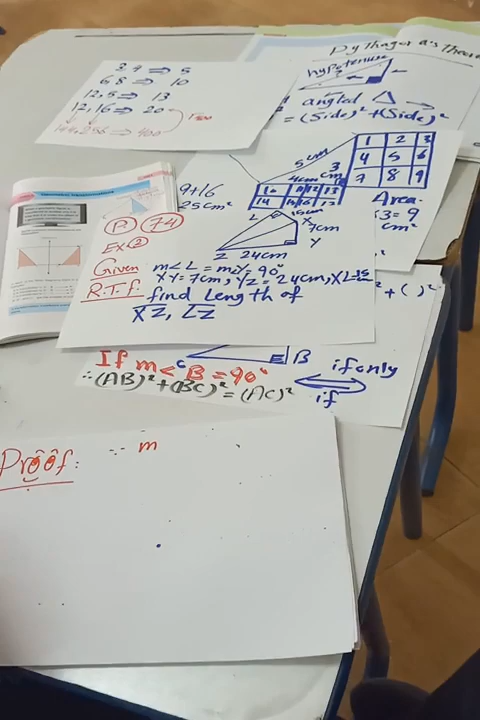 6,8 ⇒ 10
12,5 ⇒ 13
12,16 ⇒ 20
144,256 ⇒ 400
Pythagora's Theore
hypotenuse
angled △
= (Side)² + (Side)²
5cm
4cm
3
cm
1 2 3
4 5 6
7 8 9
9+16
25cm²
Area
3 = 9
cm²
P 74
EX 2
L 15cm X
7cm
Z 24cm Y
Given m<L = m<Y = 90°
XY = 7cm, YZ = 24cm, XL = 15
R.T.F find Length of
XZ, LZ
+ ( )²
C B
If m<B = 90°
∴ (AB)² + (BC)² = (AC)²
if only
if
Proof: ∵ m